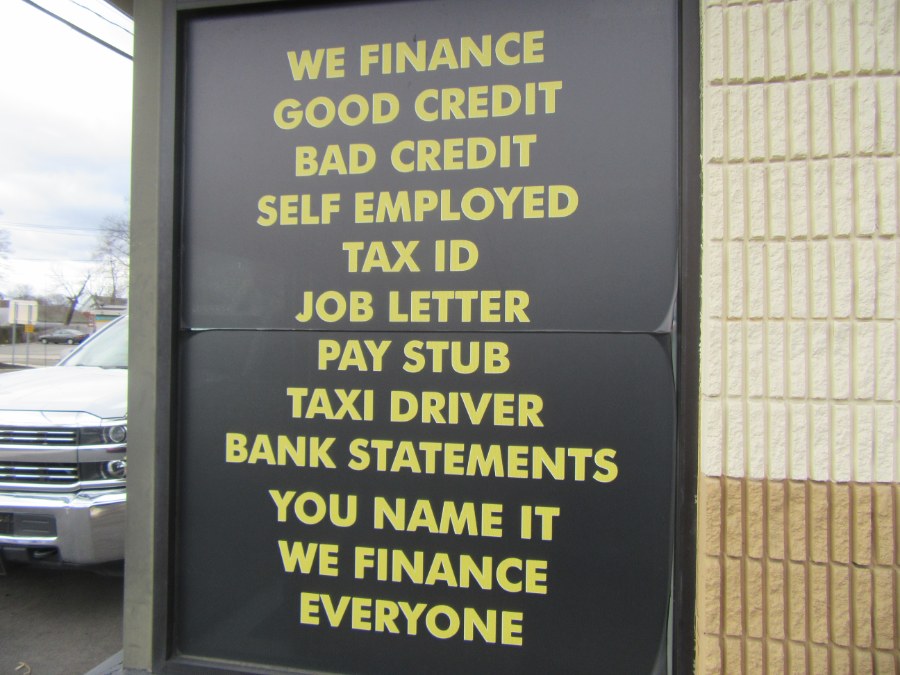 WE FINANCE
GOOD CREDIT
BAD CREDIT
SELF EMPLOYED
TAX ID
JOB LETTER
PAY STUB
TAXI DRIVER
BANK STATEMENTS
YOU NAME IT
WE FINANCE
EVERYONE